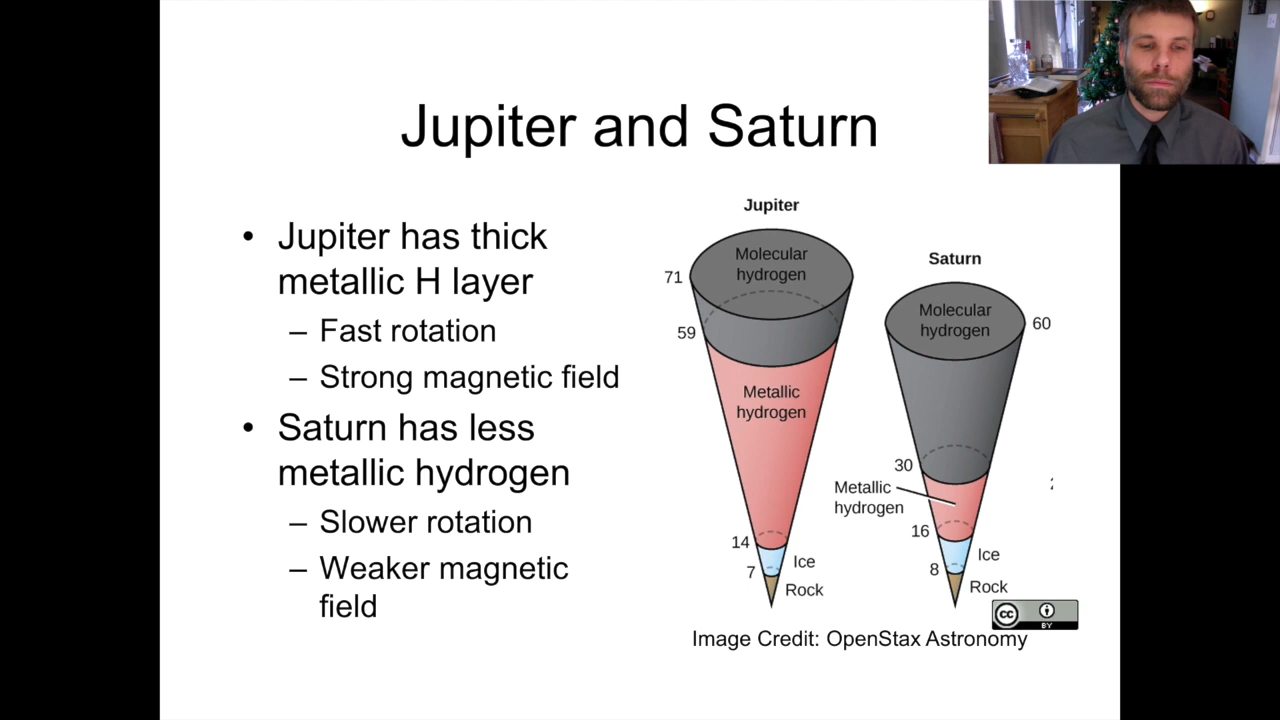 Jupiter and Saturn
• Jupiter has thick
metallic H layer
– Fast rotation
– Strong magnetic field
• Saturn has less
metallic hydrogen
– Slower rotation
– Weaker magnetic
field
Jupiter
Molecular
hydrogen
71
59
Metallic
hydrogen
14
7
Ice
Rock
Saturn
Molecular
hydrogen
60
30
Metallic
hydrogen
16
8
Ice
Rock
cc
BY
Image Credit: OpenStax Astronomy